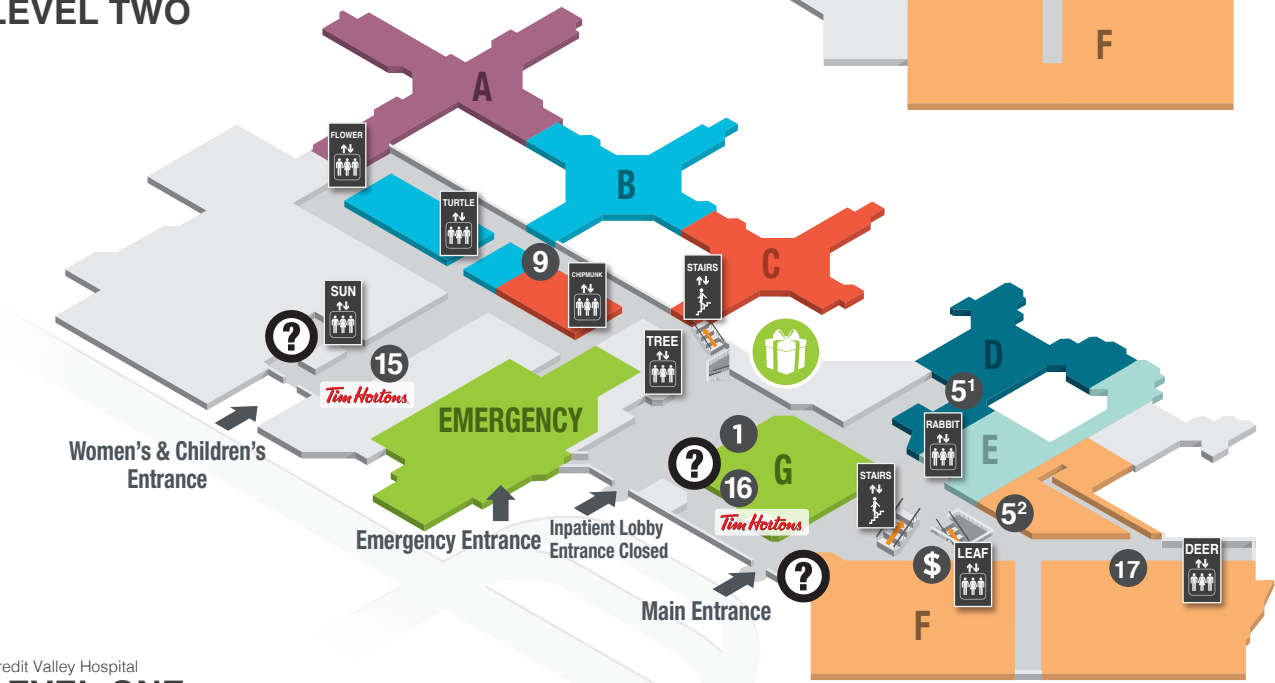 LEVEL TWO
F
A
FLOWER
B
TURTLE
9
CHIPMUNK
C
STAIRS
SUN
?
15
Tim Hortons
TREE
D
5¹
EMERGENCY
1
RABBIT
E
?
G
16
Tim Hortons
STAIRS
Women's & Children's
Entrance
5²
Emergency Entrance
Inpatient Lobby
Entrance Closed
$
LEAF
17
DEER
?
Main Entrance
F
redit Valley Hospital
EVEL ONE